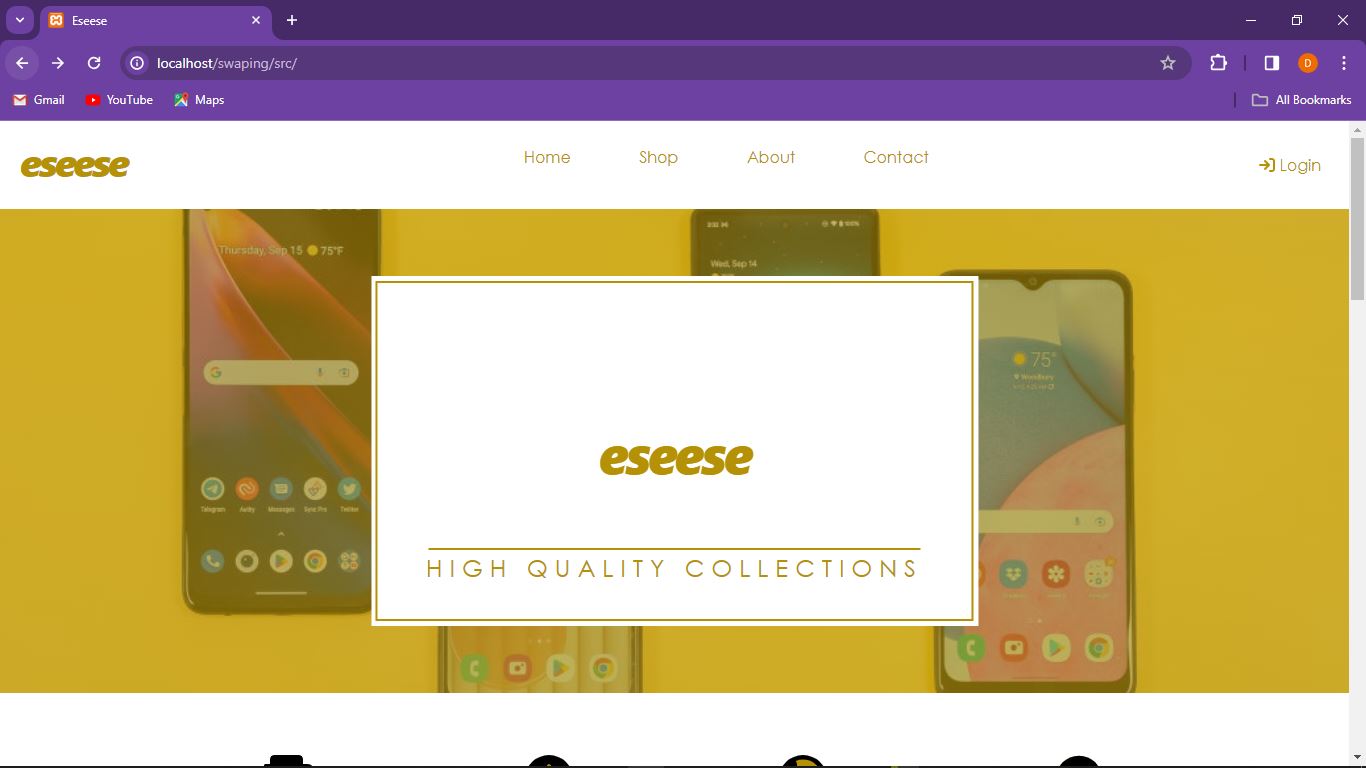 Eseese
localhost/swaping/src/
Gmail
YouTube
Maps
All Bookmarks
D
eseese
Home
Shop
About
Contact
Login
Thursday, Sep 15 75°F
Wed, Sep 14
75°
Woodbury
Telegram
Authy
Messages
Sync Pro
Twitter
eseese
HIGH QUALITY COLLECTIONS